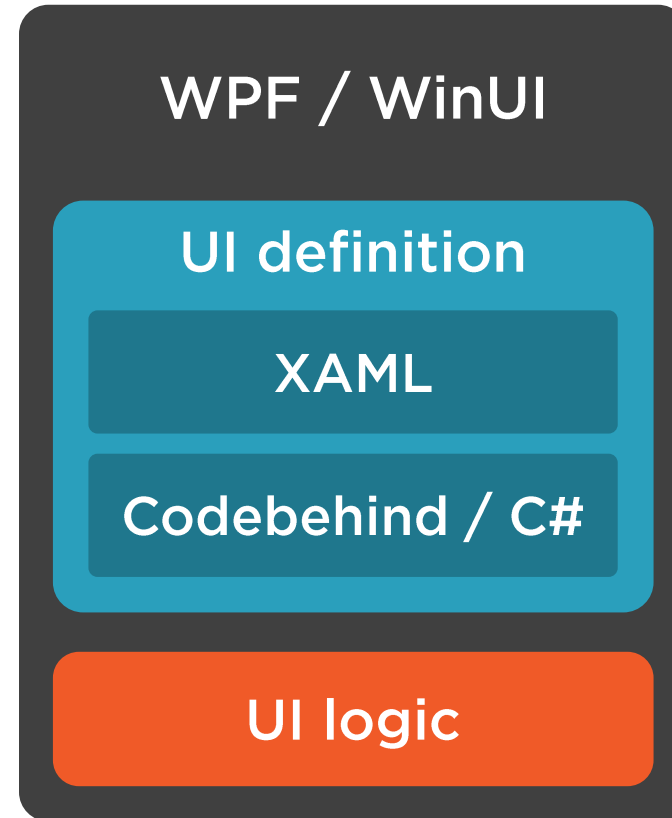 WPF / WinUI
UI definition
XAML
Codebehind / C#
UI logic